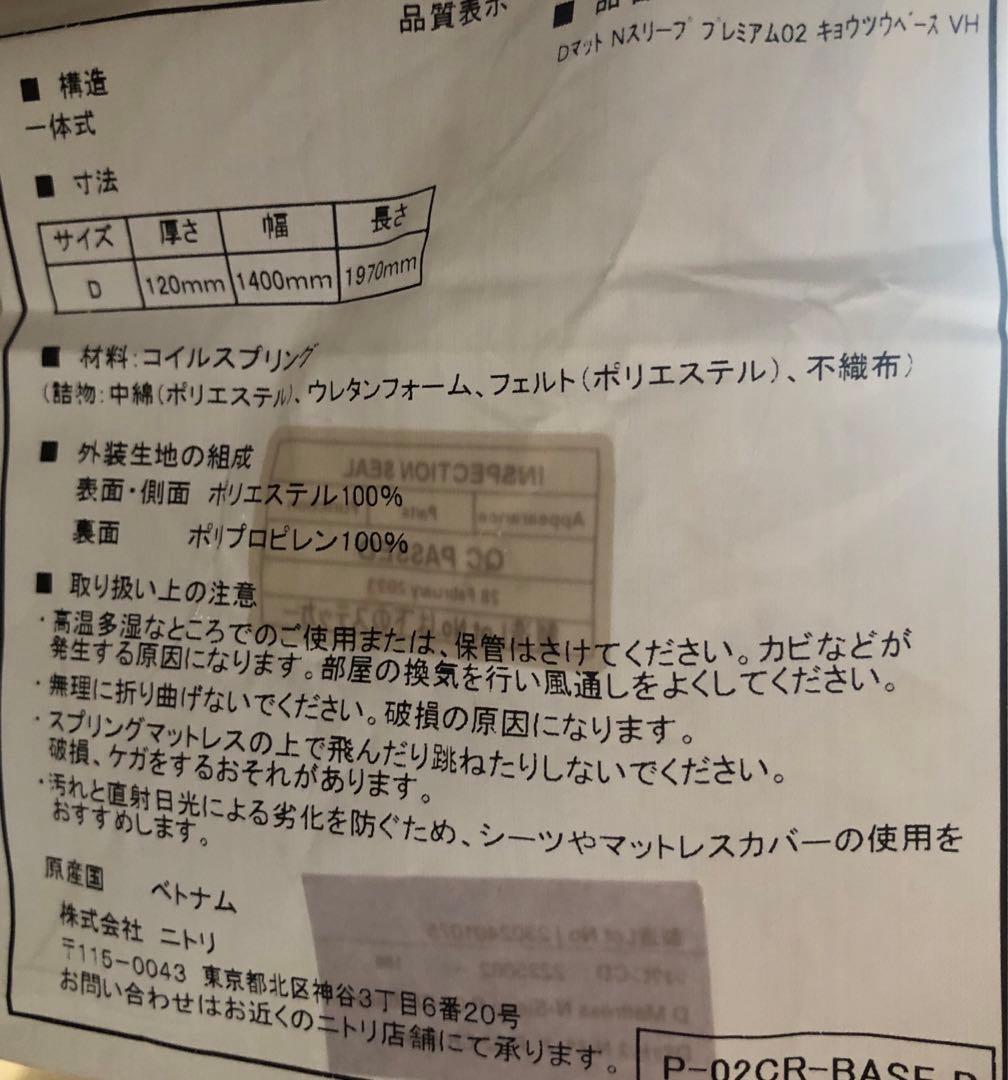 品質表示
■ 品
Dマット Nスリープ プレミアム02 キョウツウベース VH
■ 構造
一体式
■ 寸法
サイズ 厚さ 幅 長さ
D 120mm 1400mm 1970mm
■ 材料:コイルスプリング
(詰物:中綿(ポリエステル)、ウレタンフォーム、フェルト(ポリエステル)、不織布)
■ 外装生地の組成
表面・側面 ポリエステル100%
裏面 ポリプロピレン100%
INSPECTION SEAL
Appearance Pats
QC PASSED
28 February 2023
■ 取り扱い上の注意
・高温多湿なところでのご使用または、保管はさけてください。カビなどが
発生する原因になります。部屋の換気を行い風通しをよくしてください。
・無理に折り曲げないでください。破損の原因になります。
・スプリングマットレスの上で飛んだり跳ねたりしないでください。
破損、ケガをするおそれがあります。
・汚れと直射日光による劣化を防ぐため、シーツやマットレスカバーの使用を
おすすめします。
原産国 ベトナム
株式会社 ニトリ
〒115-0043 東京都北区神谷3丁目6番20号
お問い合わせはお近くのニトリ店舗にて承ります。
製造Lot No / 2302401075
D Mattress
P-02CR-BASE-D